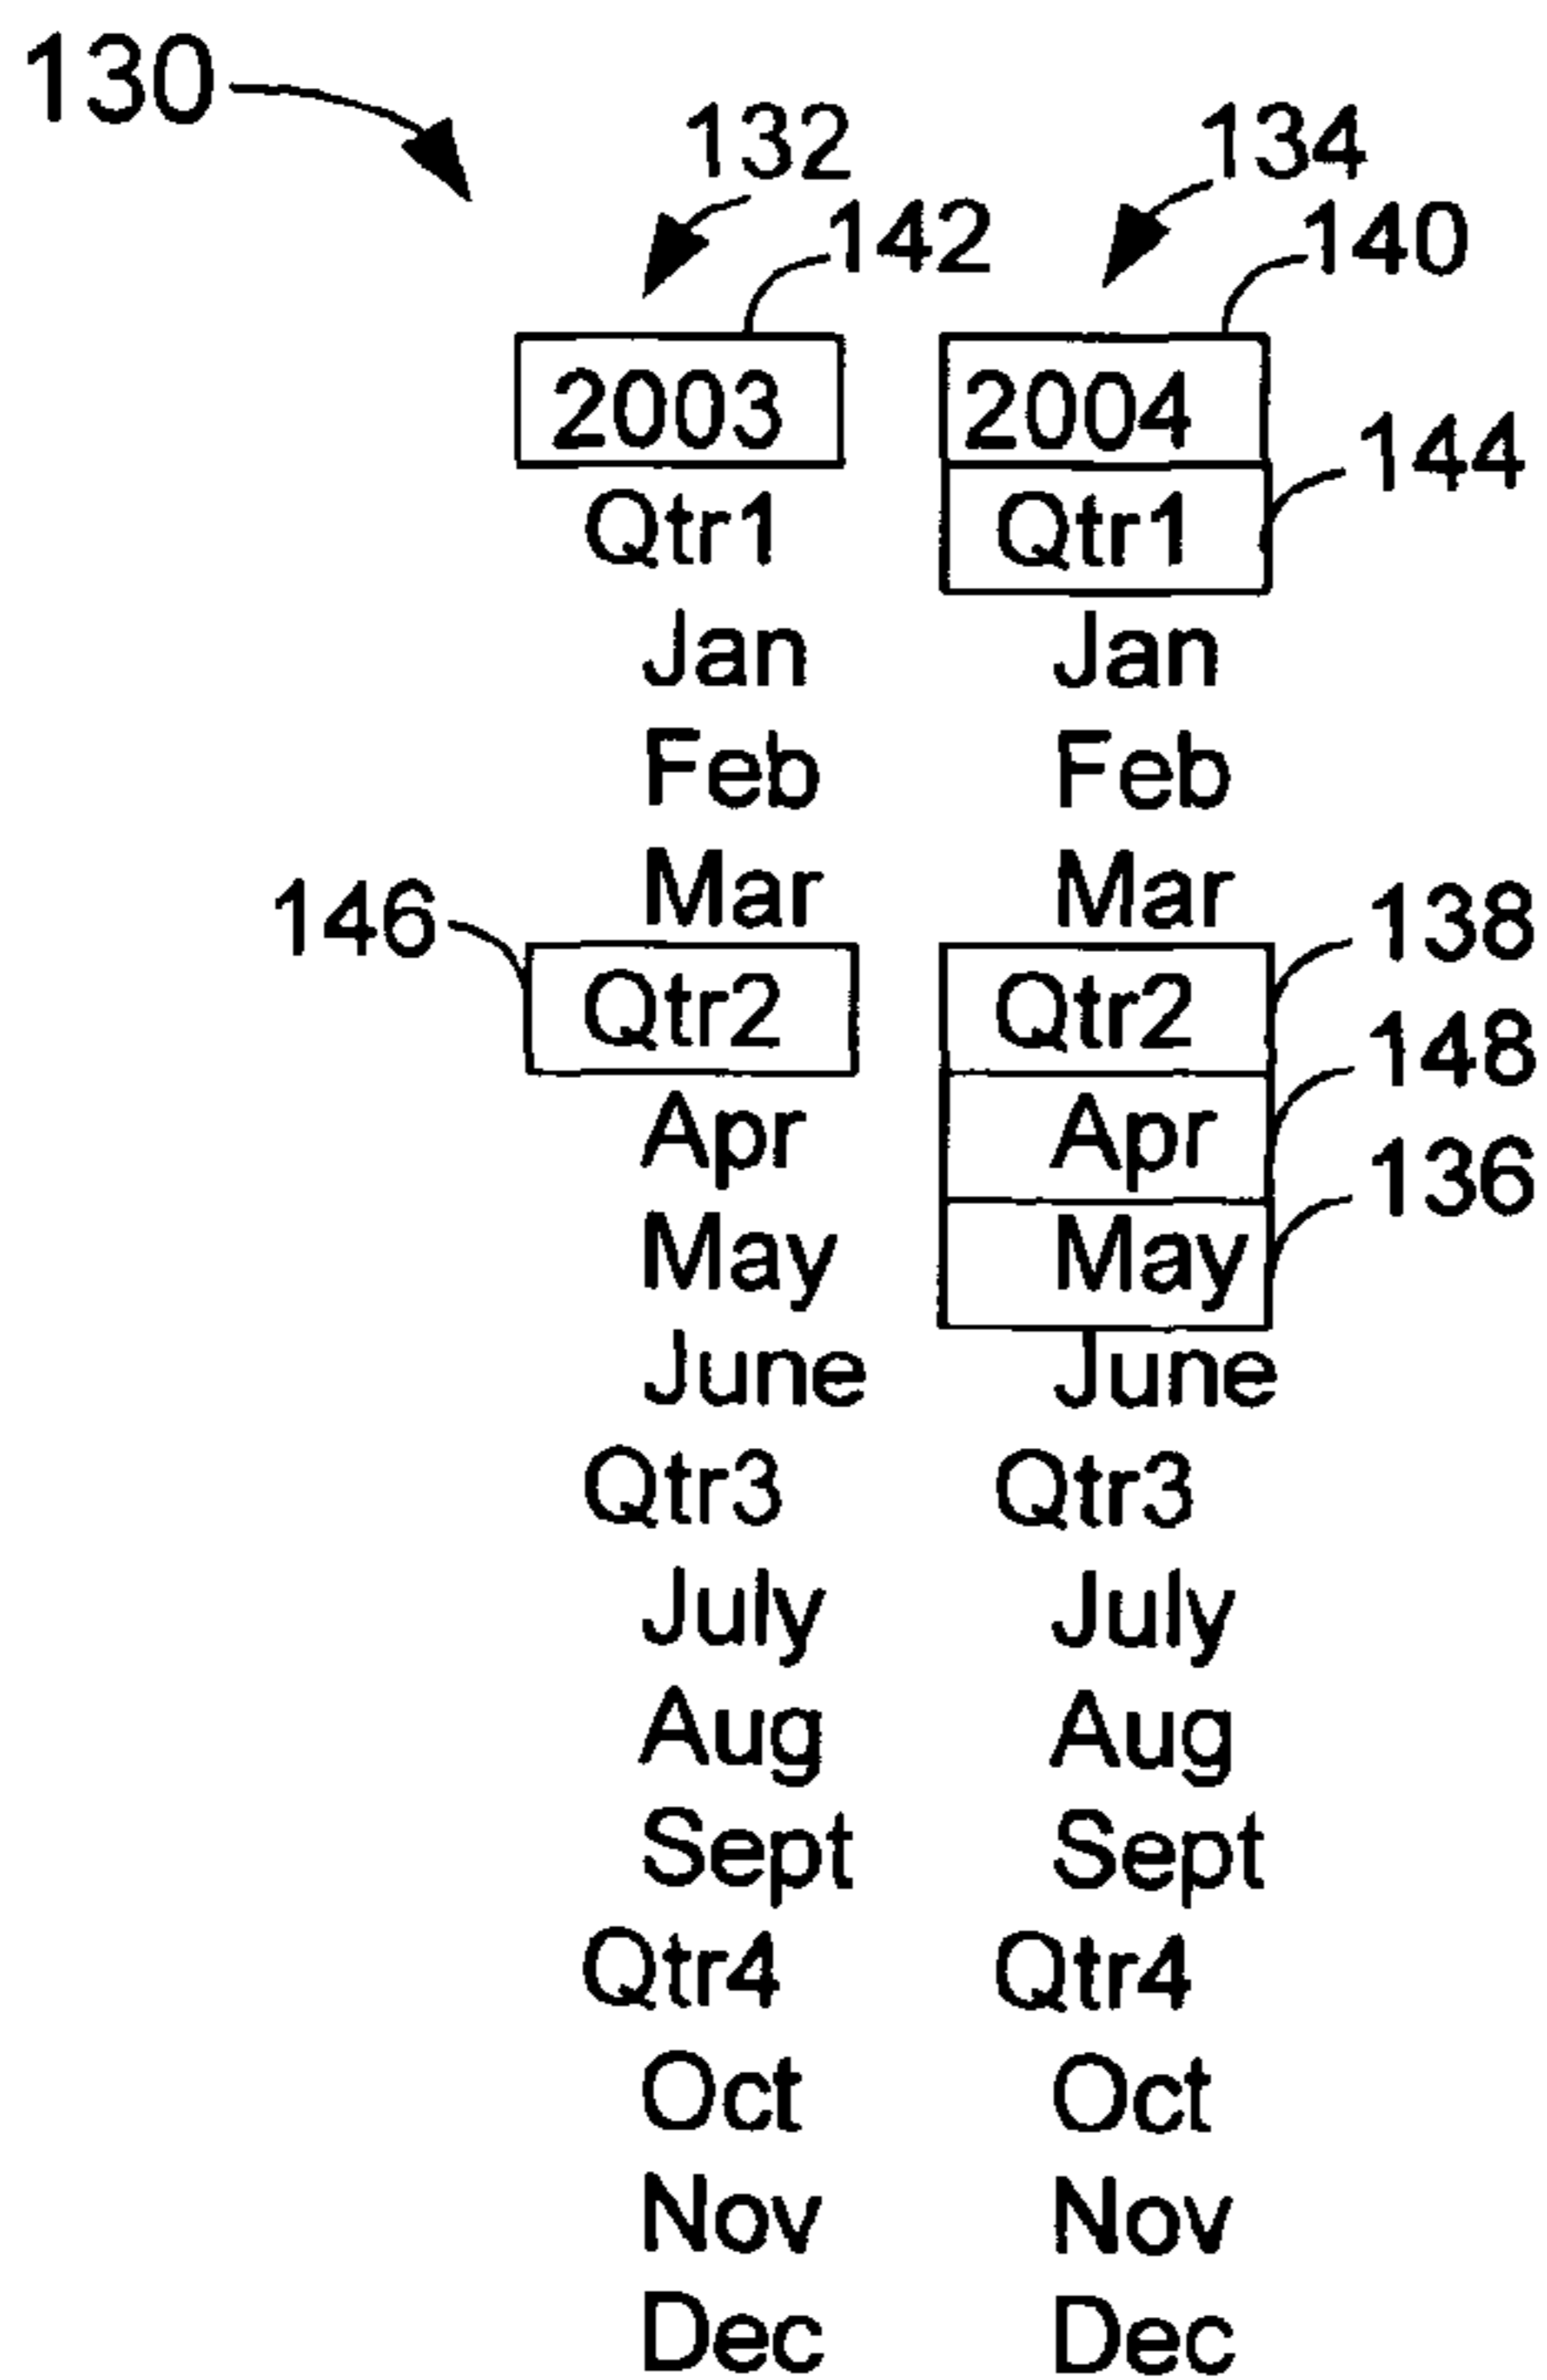 130
132 134
142 140
2003 2004
144
Qtr1 Qtr1
Jan Jan
Feb Feb
Mar Mar
146 138
Qtr2 Qtr2
148
Apr Apr
136
May May
June June
Qtr3 Qtr3
July July
Aug Aug
Sept Sept
Qtr4 Qtr4
Oct Oct
Nov Nov
Dec Dec